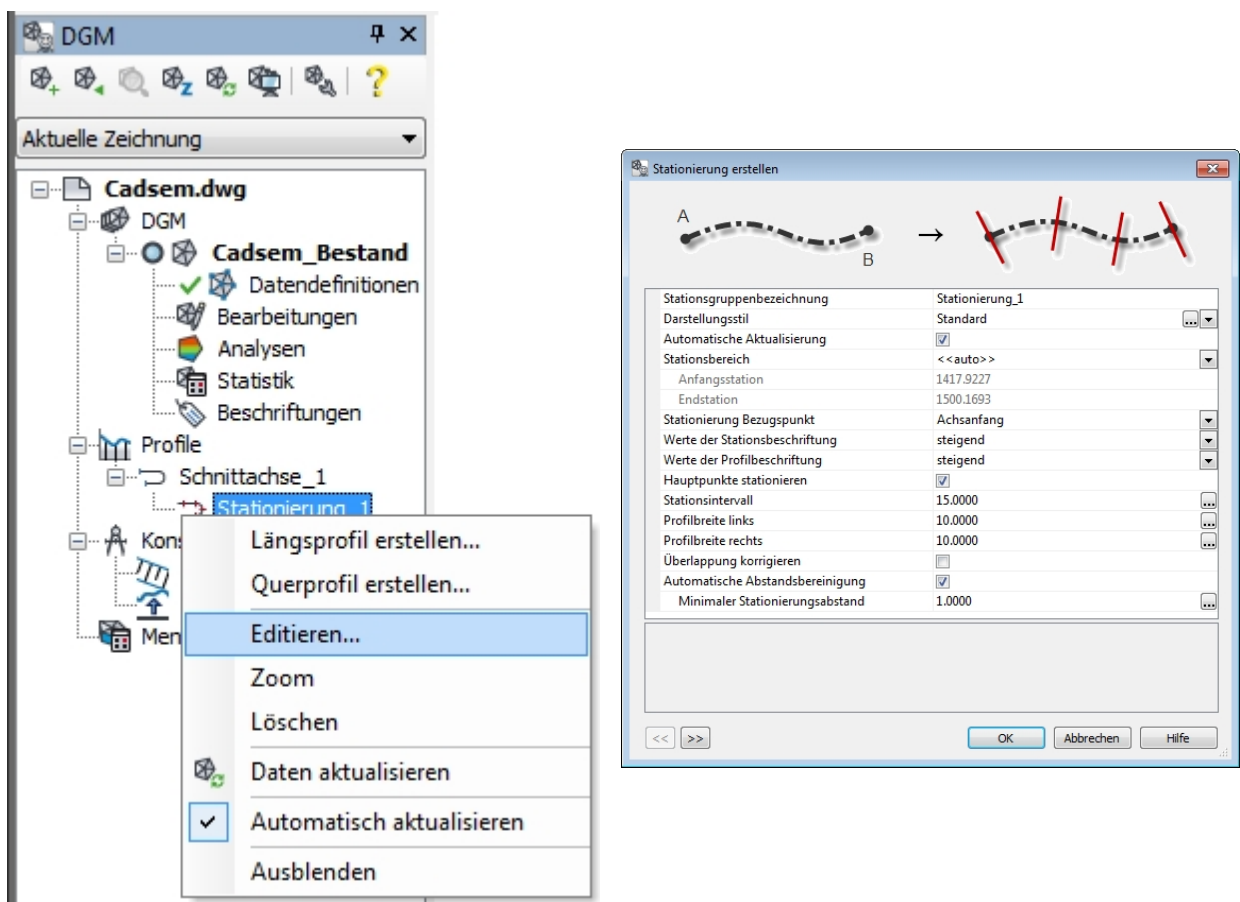 DGM
Aktuelle Zeichnung
Cadsem.dwg
DGM
Cadsem_Bestand
Datendefinitionen
Bearbeitungen
Analysen
Statistik
Beschriftungen
Profile
Schnittachse_1
Stationierung_1
Kons
Men
Längsprofil erstellen...
Querprofil erstellen...
Editieren...
Zoom
Löschen
Daten aktualisieren
Automatisch aktualisieren
Ausblenden
Stationierung erstellen
A
B
Stationsgruppenbezeichnung Stationierung_1
Darstellungsstil Standard ...
Automatische Aktualisierung
Stationsbereich <<auto>>
Anfangsstation 1417.9227
Endstation 1500.1693
Stationierung Bezugspunkt Achsanfang
Werte der Stationsbeschriftung steigend
Werte der Profilbeschriftung steigend
Hauptpunkte stationieren
Stationsintervall 15.0000 ...
Profilbreite links 10.0000 ...
Profilbreite rechts 10.0000 ...
Überlappung korrigieren
Automatische Abstandsbereinigung
Minimaler Stationierungsabstand 1.0000 ...
<< >> OK Abbrechen Hilfe